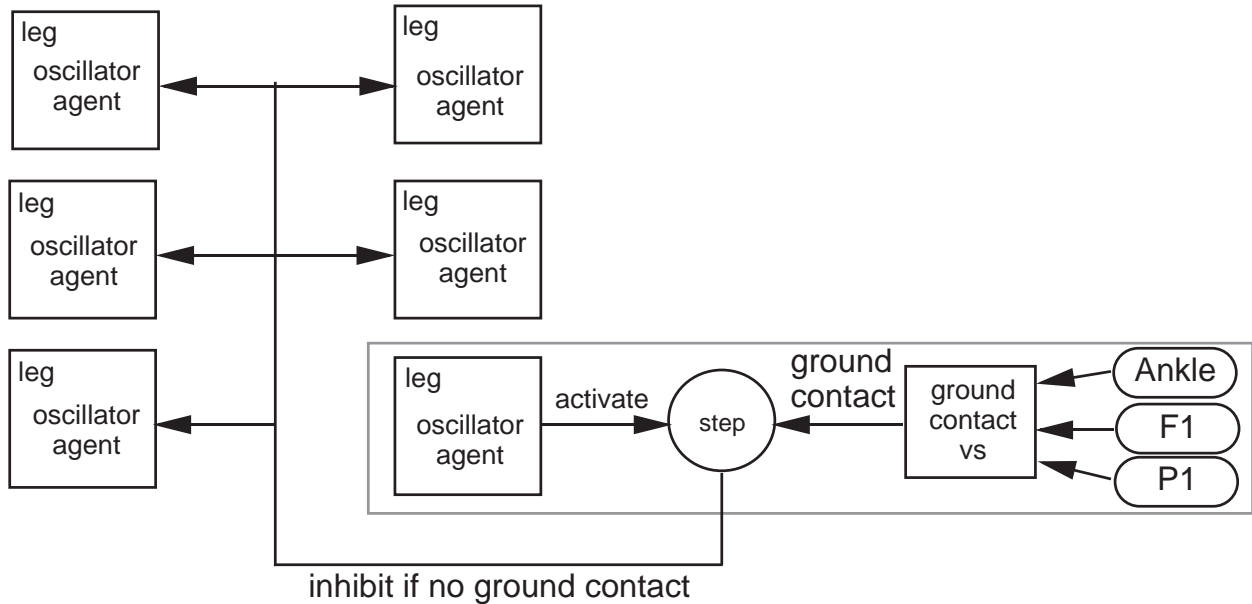 leg
oscillator
agent
leg
oscillator
agent
leg
oscillator
agent
leg
oscillator
agent
leg
oscillator
agent
leg
oscillator
agent
activate
step
ground
contact
ground
contact
vs
Ankle
F1
P1
inhibit if no ground contact